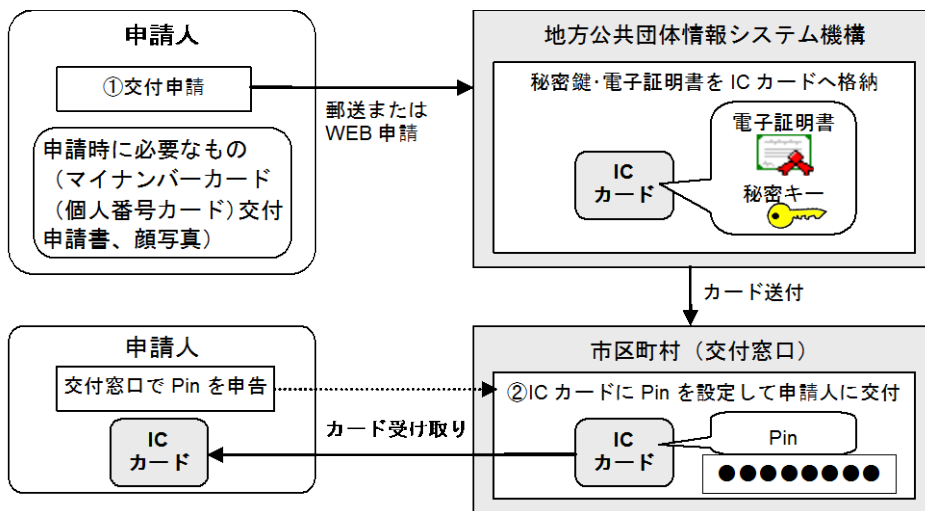 申請人
①交付申請
郵送または
WEB 申請
申請時に必要なもの
(マイナンバーカード
(個人番号カード)交付
申請書、顔写真)
地方公共団体情報システム機構
秘密鍵・電子証明書を IC カードへ格納
電子証明書
IC
カード
秘密キー
カード送付
申請人
交付窓口で Pin を申告
IC
カード
カード受け取り
市区町村(交付窓口)
②IC カードに Pin を設定して申請人に交付
IC
カード
Pin
●●●●●●●●